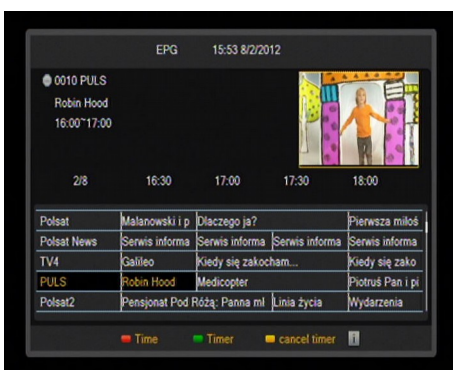 EPG 15:53 8/2/2012
0010 PULS
Robin Hood
16:00~17:00
2/8 16:30 17:00 17:30 18:00
Polsat Malanowski i p Dlaczego ja? Pierwsza miloś
Polsat News Serwis informa Serwis informa Serwis informa Serwis informa
TV4 Galileo Kiedy się zakocham... Kiedy się zako
PULS Robin Hood Medicopter Piotruś Pan i pi
Polsat2 Pensjonat Pod Różą: Panna mł Linia życia Wydarzenia
Time Timer cancel timer i